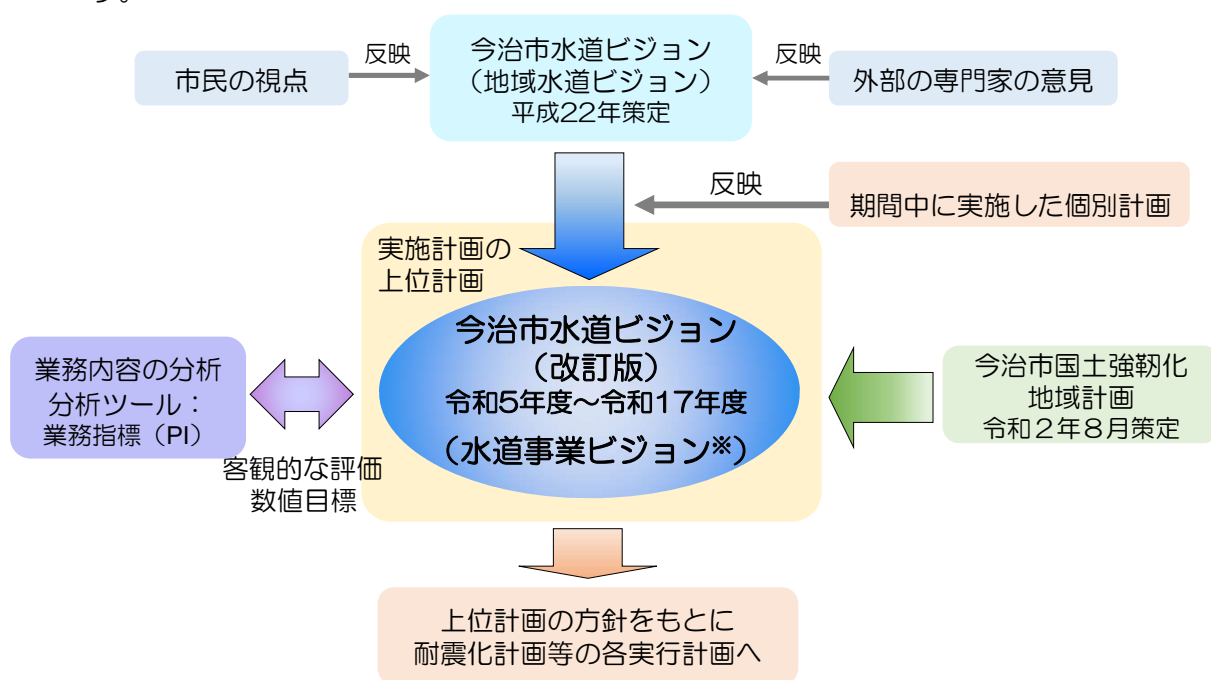 す。
反映
今治市水道ビジョン
（地域水道ビジョン）
平成22年策定
反映
市民の視点
外部の専門家の意見
反映
期間中に実施した個別計画
実施計画の
上位計画
今治市水道ビジョン
（改訂版）
令和5年度～令和17年度
（水道事業ビジョン※）
業務内容の分析
分析ツール：
業務指標（PI）
客観的な評価
数値目標
今治市国土強靭化
地域計画
令和２年８月策定
上位計画の方針をもとに
耐震化計画等の各実行計画へ